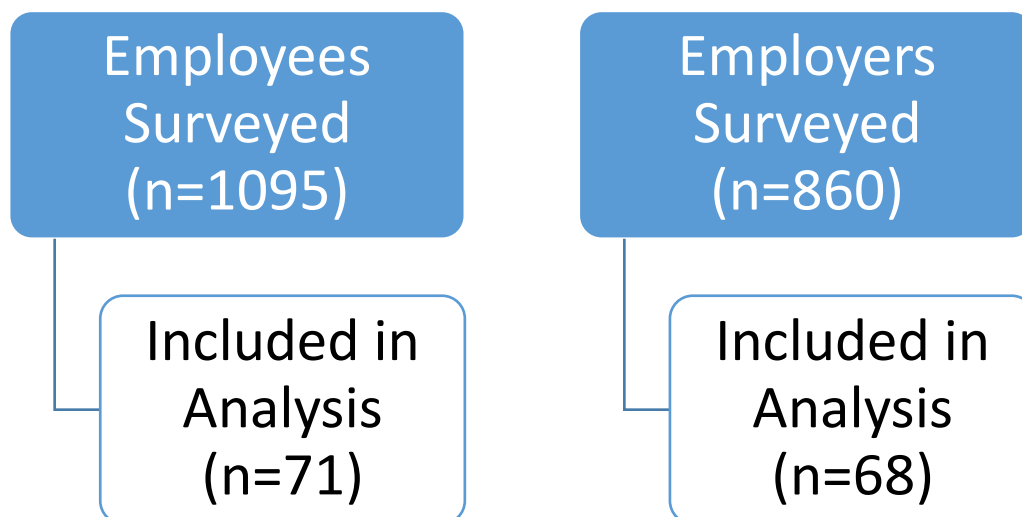 Employees
Surveyed
(n=1095)
Included in
Analysis
(n=71)
Employers
Surveyed
(n=860)
Included in
Analysis
(n=68)